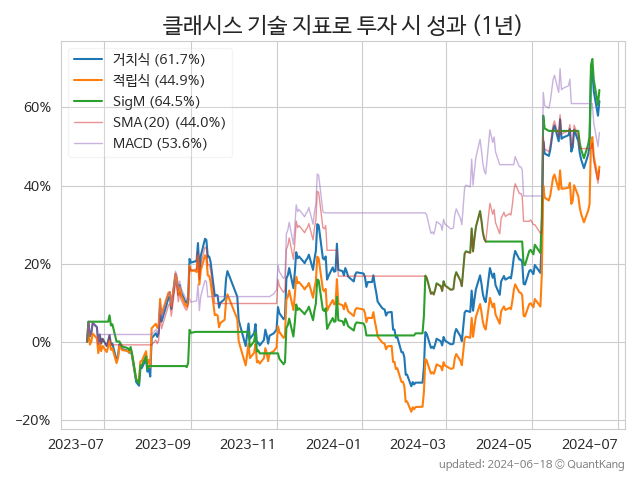 클래시스 기술 지표로 투자 시 성과 (1년)
거치식 (61.7%)
적립식 (44.9%)
SigM (64.5%)
SMA(20) (44.0%)
MACD (53.6%)
60%
40%
20%
0%
−20%
2023-07 2023-09 2023-11 2024-01 2024-03 2024-05 2024-07
updated: 2024-06-18 © QuantKang